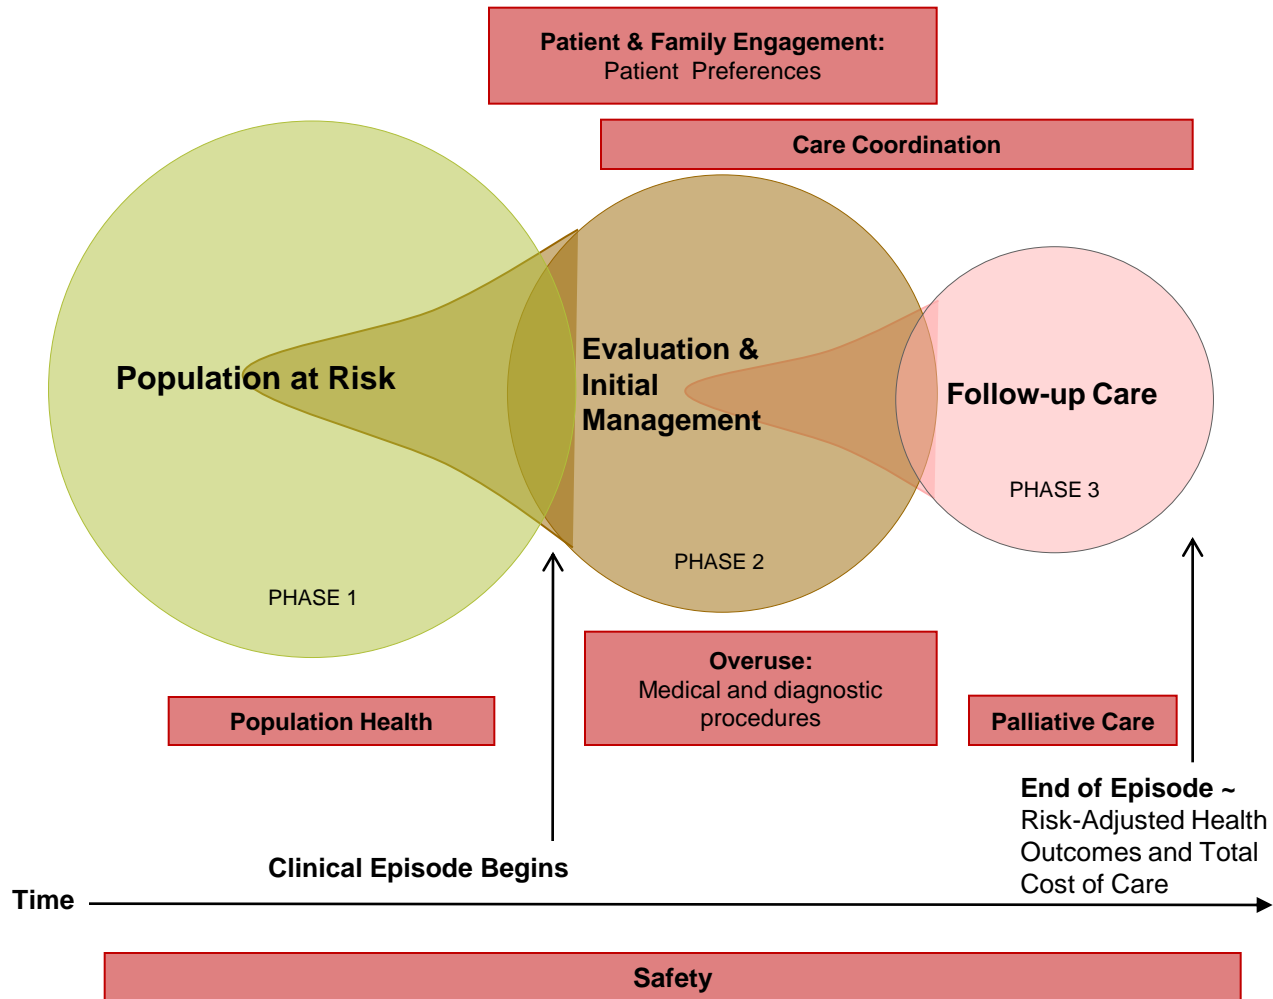 Patient & Family Engagement:
Patient Preferences
Care Coordination
Population at Risk
Evaluation &
Initial
Management
Follow-up Care
PHASE 3
PHASE 2
PHASE 1
Overuse:
Medical and diagnostic
procedures
Population Health
Palliative Care
End of Episode ~
Risk-Adjusted Health
Outcomes and Total
Cost of Care
Clinical Episode Begins
Time
Safety